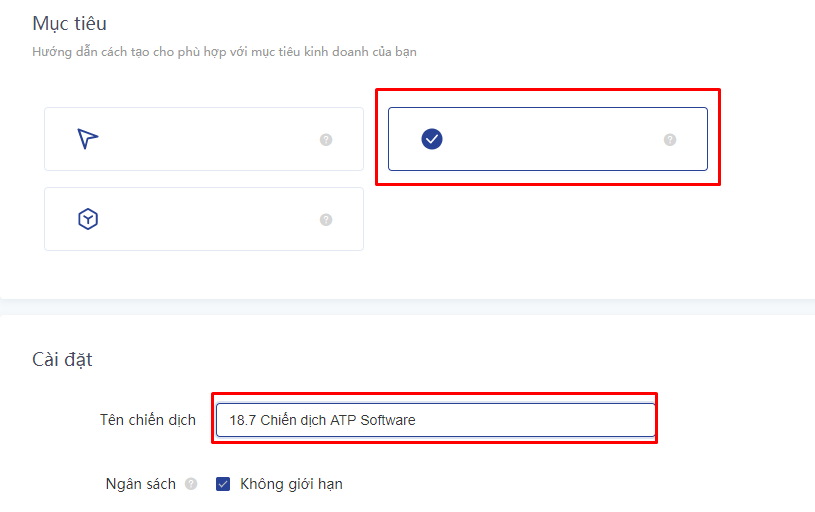 Mục tiêu
Hướng dẫn cách tạo cho phù hợp với mục tiêu kinh doanh của bạn
Cài đặt
Tên chiến dịch
18.7 Chiến dịch ATP Software
Ngân sách ?
Không giới hạn